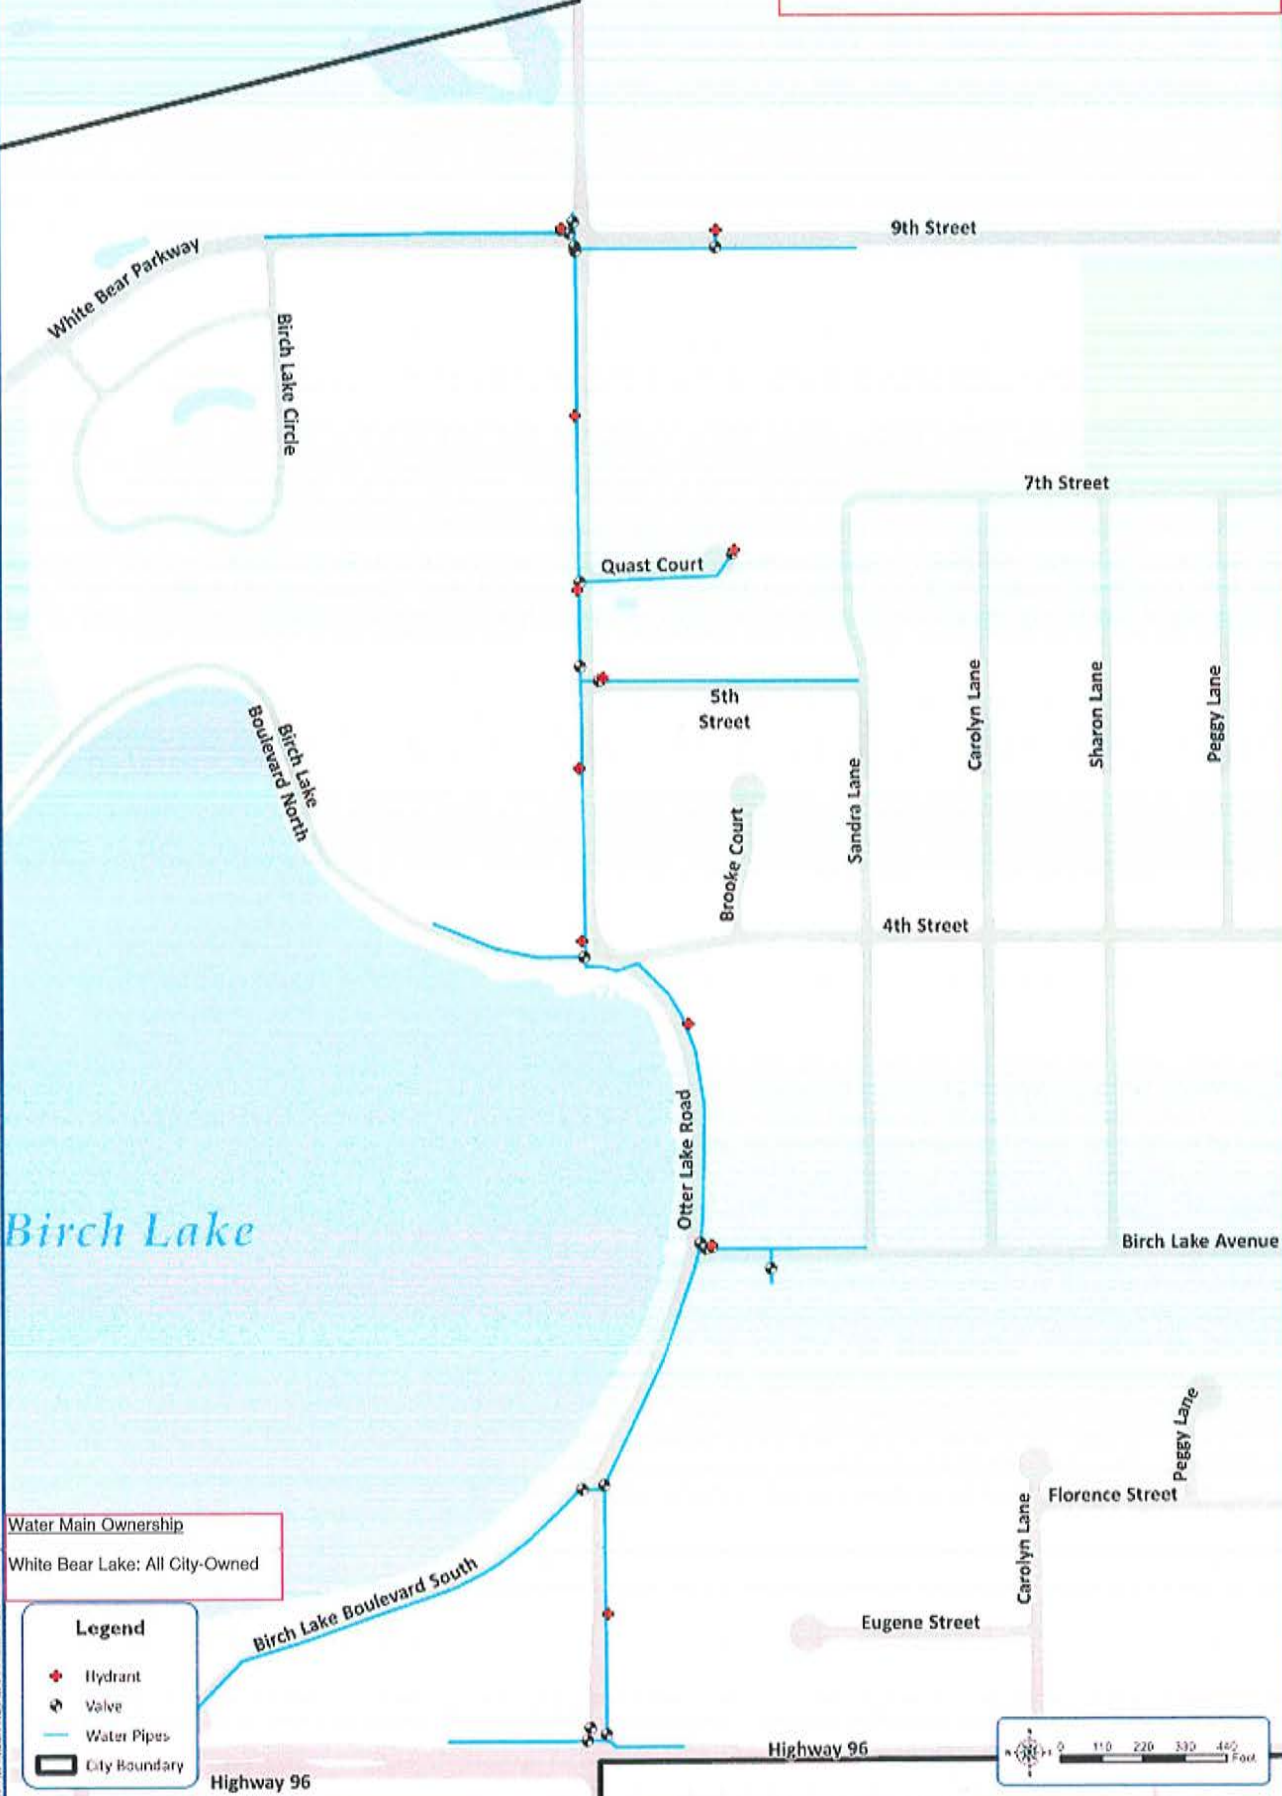 9th Street
White Bear Parkway
Birch Lake Circle
7th Street
Quast Court
5th
Street
Carolyn Lane
Sharon Lane
Peggy Lane
Birch Lake
Boulevard North
Sandra Lane
Brooke Court
4th Street
Otter Lake Road
Birch Lake
Birch Lake Avenue
Peggy Lane
Florence Street
Carolyn Lane
Water Main Ownership
White Bear Lake: All City-Owned
Birch Lake Boulevard South
Eugene Street
Legend
Hydrant
Valve
Water Pipes
City Boundary
Highway 96
Highway 96
0 110 220 330 440
Feet